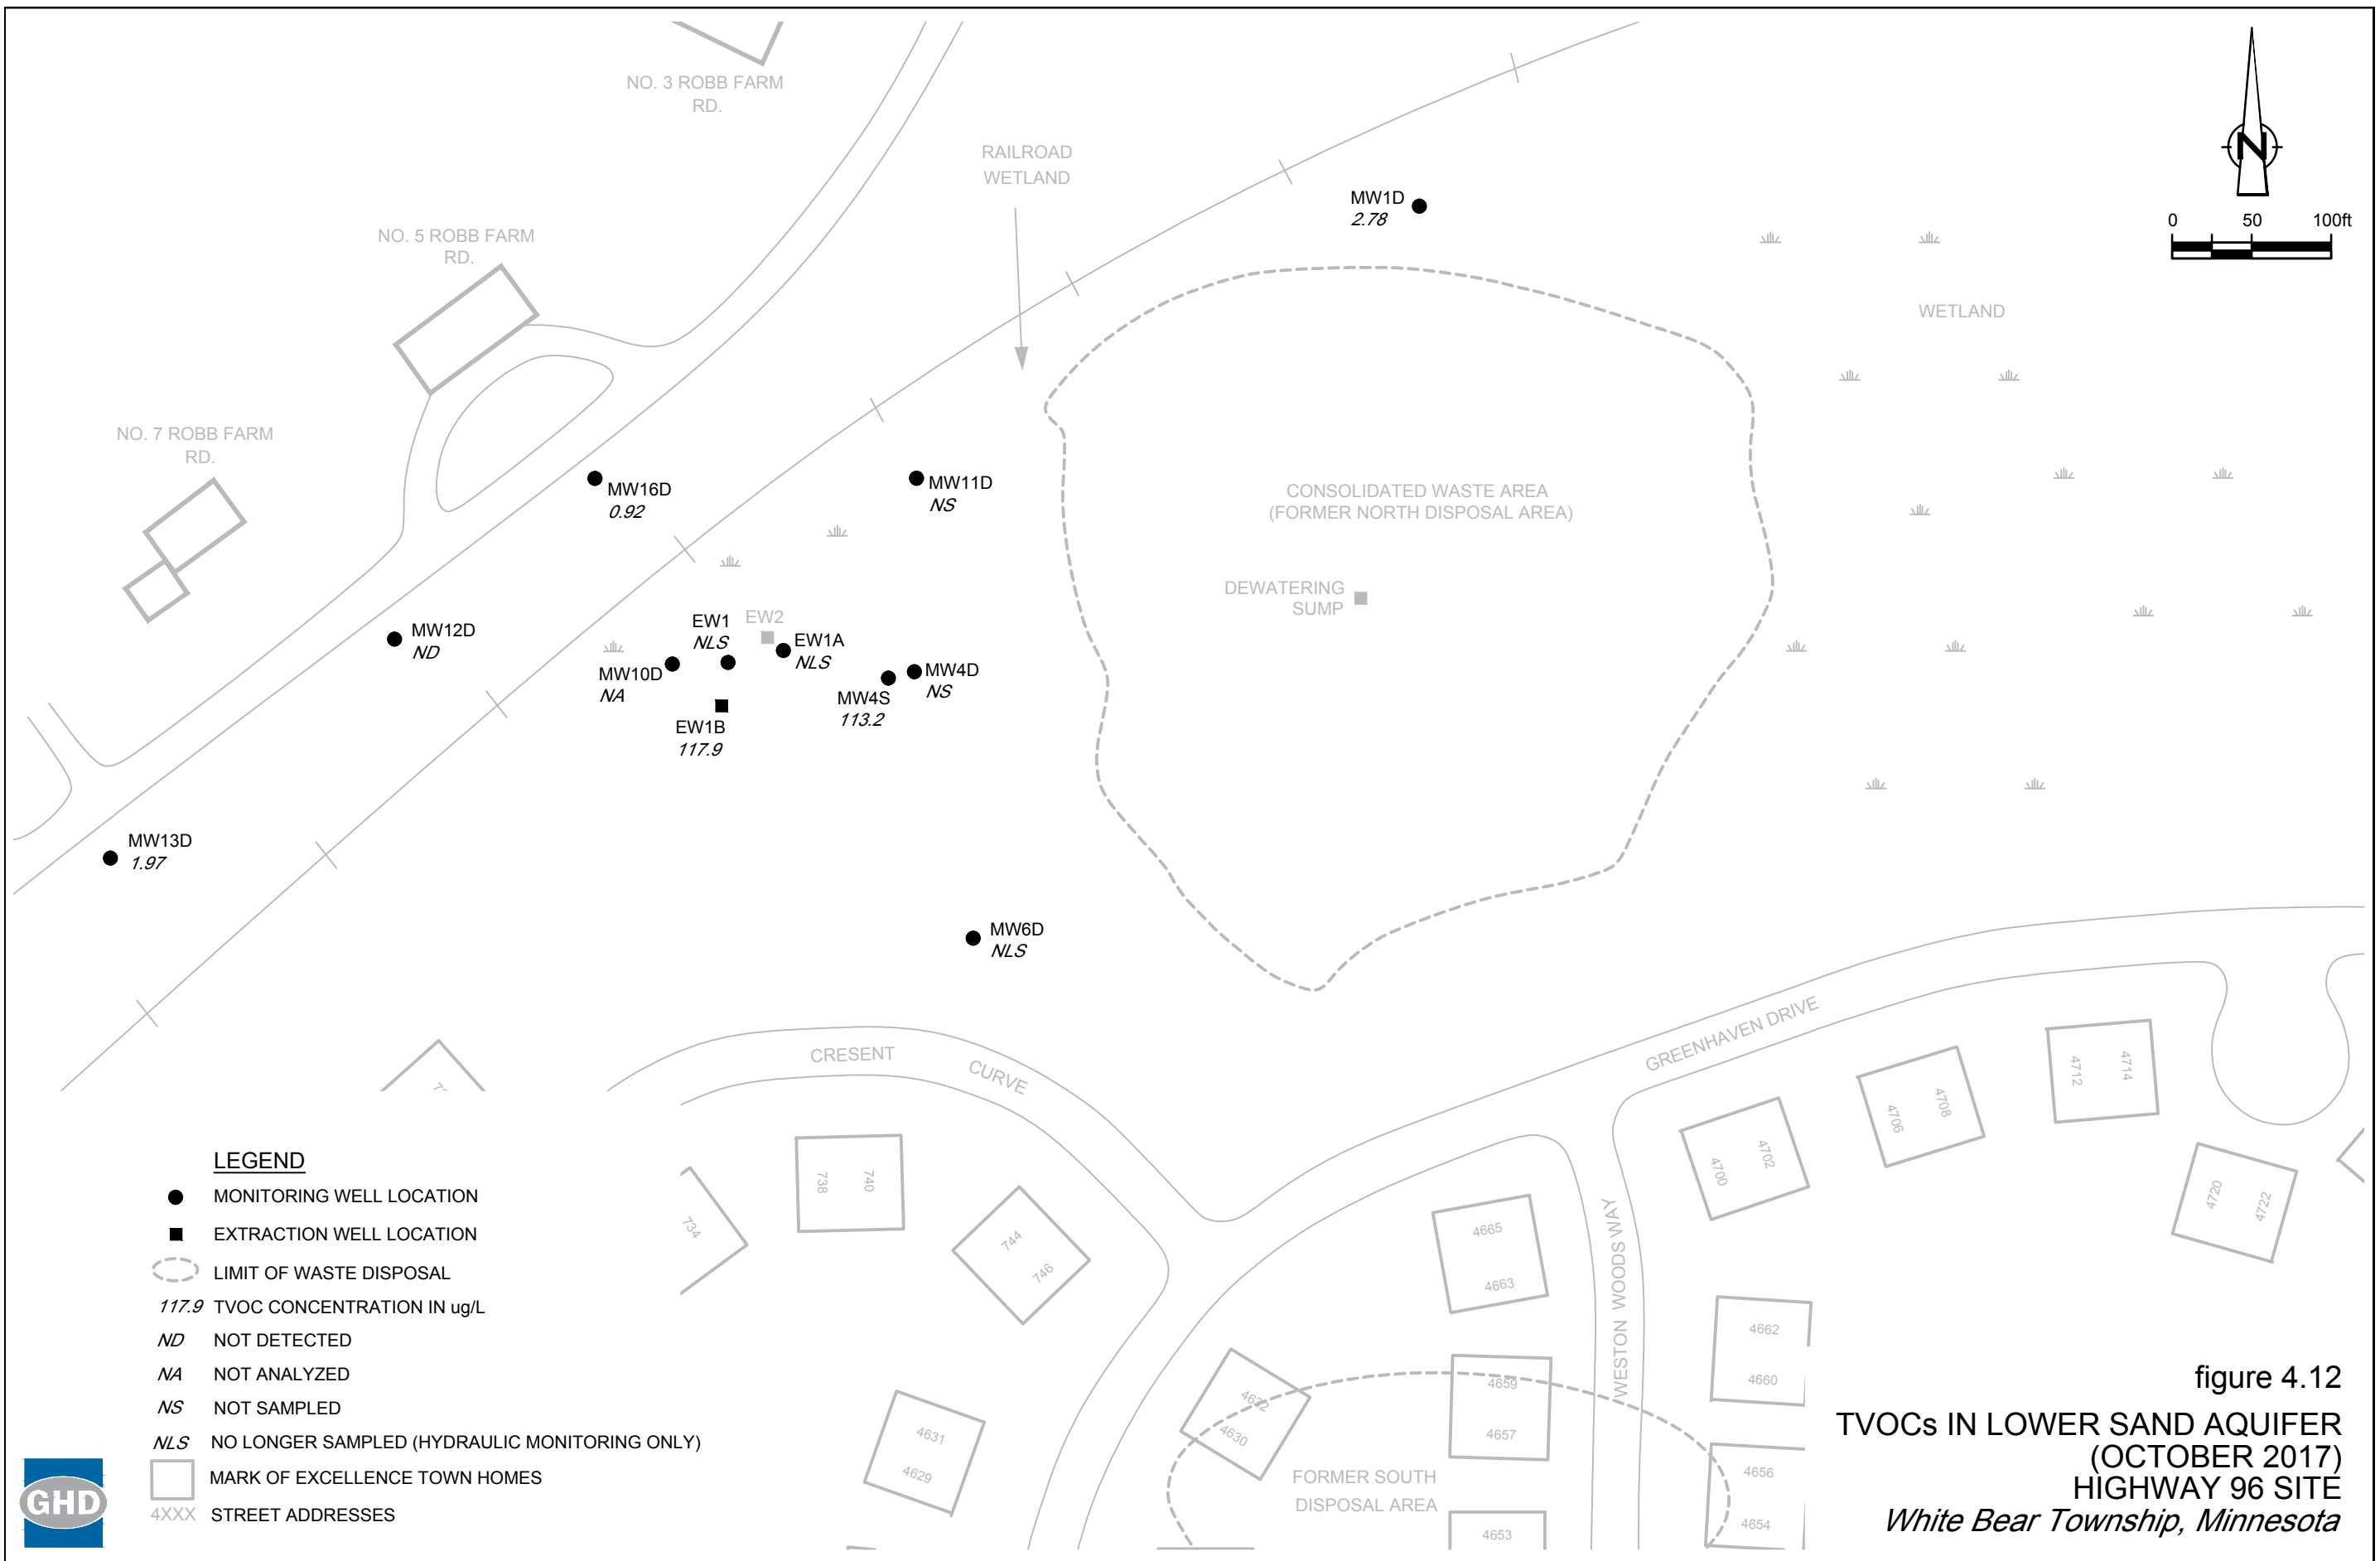 NO. 3 ROBB FARM
RD.
RAILROAD
WETLAND
N
0 50 100ft
MW1D
2.78
NO. 5 ROBB FARM
RD.
WETLAND
NO. 7 ROBB FARM
RD.
MW16D
0.92
MW11D
NS
CONSOLIDATED WASTE AREA
(FORMER NORTH DISPOSAL AREA)
DEWATERING
SUMP
MW12D
ND
EW1
NLS
EW2
EW1A
NLS
MW10D
NA
MW4D
NS
MW4S
113.2
EW1B
117.9
MW13D
1.97
MW6D
NLS
CRESENT CURVE
GREENHAVEN DRIVE
WESTON WOODS WAY
734
738
740
744
746
4631
4629
4632
4630
4665
4663
4659
4657
4653
4700
4702
4706
4708
4712
4714
4720
4722
4662
4660
4656
4654
FORMER SOUTH
DISPOSAL AREA
LEGEND
MONITORING WELL LOCATION
EXTRACTION WELL LOCATION
LIMIT OF WASTE DISPOSAL
117.9 TVOC CONCENTRATION IN ug/L
ND NOT DETECTED
NA NOT ANALYZED
NS NOT SAMPLED
NLS NO LONGER SAMPLED (HYDRAULIC MONITORING ONLY)
MARK OF EXCELLENCE TOWN HOMES
4XXX STREET ADDRESSES
GHD
figure 4.12
TVOCs IN LOWER SAND AQUIFER
(OCTOBER 2017)
HIGHWAY 96 SITE
White Bear Township, Minnesota